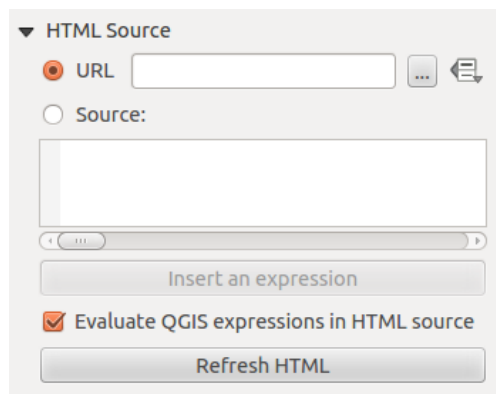 HTML Source
URL
...
Source:
Insert an expression
Evaluate QGIS expressions in HTML source
Refresh HTML